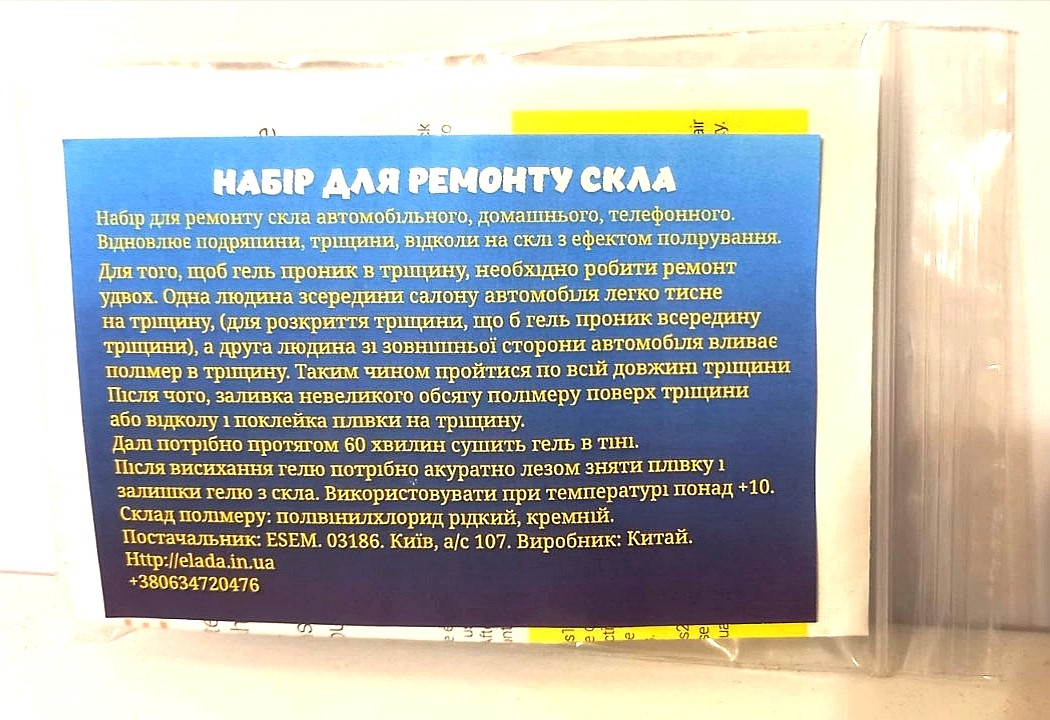 НАБІР ДЛЯ РЕМОНТУ СКЛА
Набір для ремонту скла автомобільного, домашнього, телефонного.
Відновлює подряпини, тріщини, відколи на склі з ефектом полірування.
Для того, щоб гель проник в тріщину, необхідно робити ремонт
удвох. Одна людина зсередини салону автомобіля легко тисне
на тріщину, (для розкриття трщини, що б гель проник всередину
трщини), а друга людина зі зовнішньої сторони автомобіля вливає
полімер в тріщину. Таким чином пройтися по всій довжині тріщини
Після чого, заливка невеликого обсягу полімеру поверх тріщини
або відколу і поклейка плівки на тріщину.
Далі потрібно протягом 60 хвилин сушить гель в тіні.
Після висихання гелю потрібно акуратно лезом зняти плівку і
залишки гелю з скла. Використовувати при температурі понад +10.
Склад полімеру: полівінилхлорид рідкий, кремній.
Постачальник: ESEM. 03186. Київ, а/с 107. Виробник: Китай.
Http://elada.in.ua
+380634720476